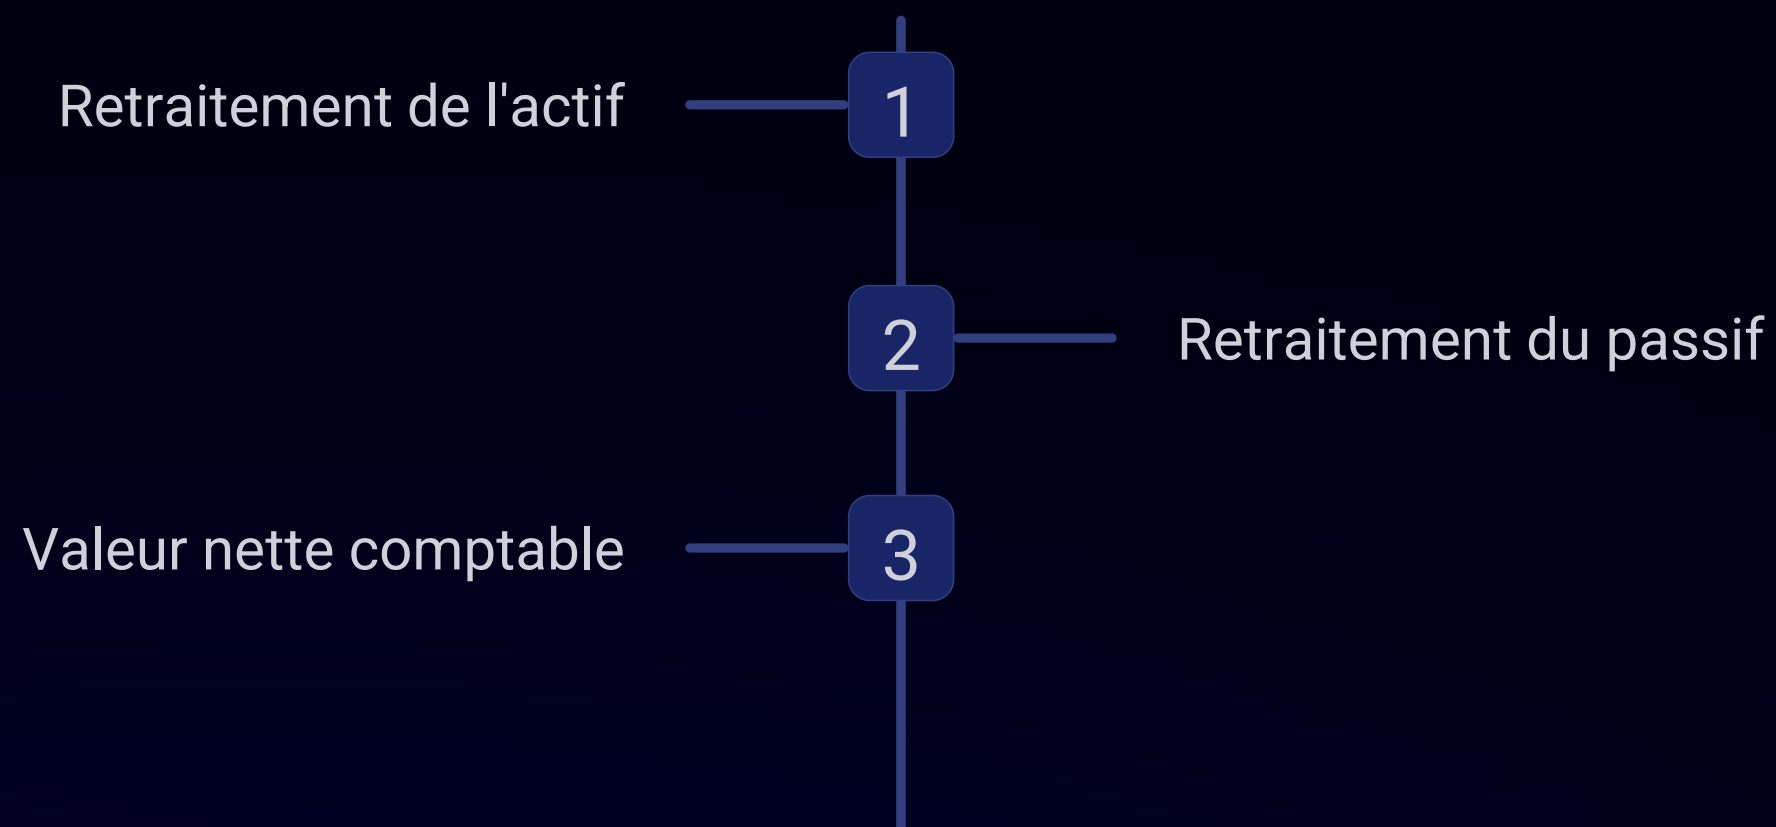 Retraitement de l'actif
1
2
Retraitement du passif
Valeur nette comptable
3